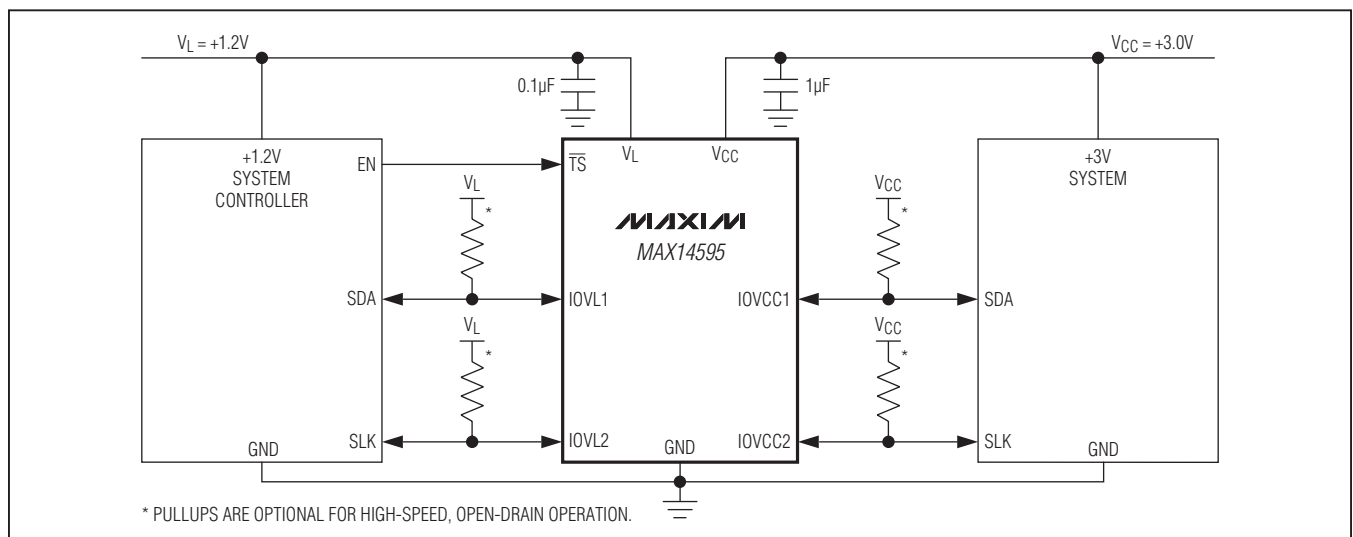 VL = +1.2V
VCC = +3.0V
0.1µF
1µF
+1.2V
SYSTEM
CONTROLLER
EN
SDA
SLK
GND
VL
*
VL
*
TS
VL
VCC
MAXIM
MAX14595
IOVL1
IOVL2
IOVCC1
IOVCC2
GND
VCC
*
VCC
*
+3V
SYSTEM
SDA
SLK
GND
* PULLUPS ARE OPTIONAL FOR HIGH-SPEED, OPEN-DRAIN OPERATION.